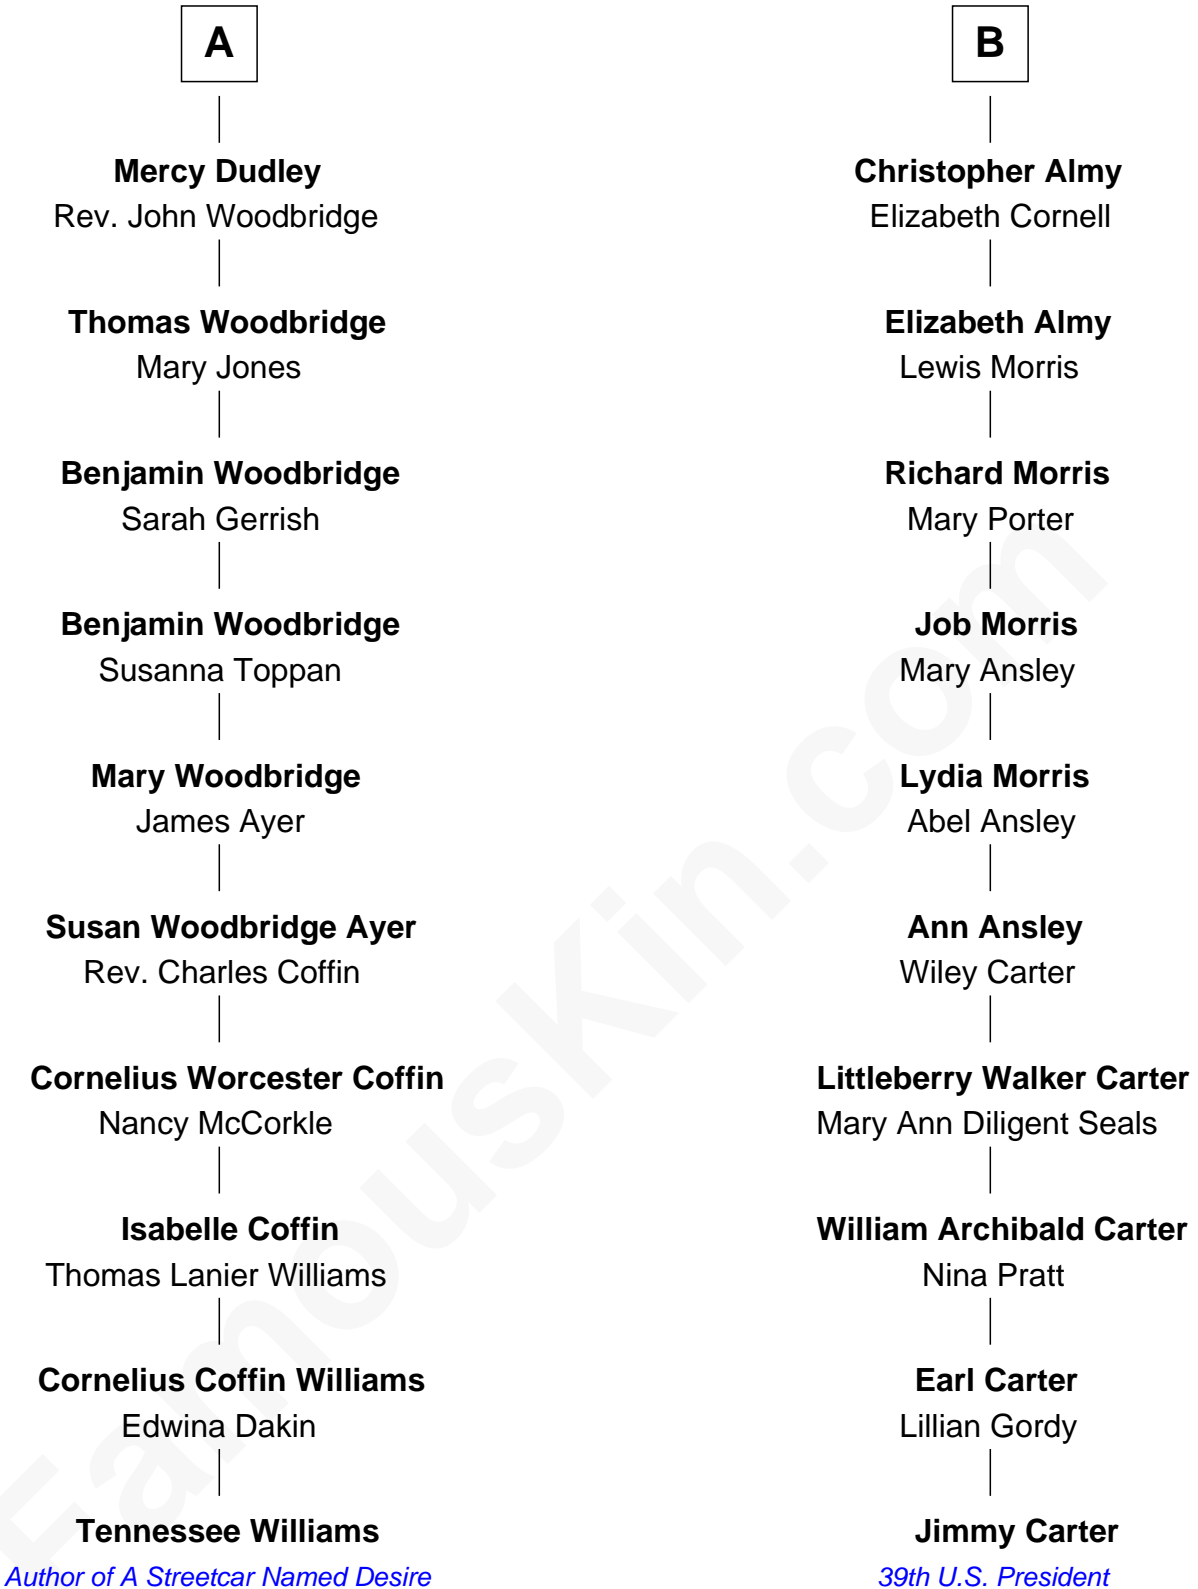 A
Mercy Dudley
Rev. John Woodbridge
Thomas Woodbridge
Mary Jones
Benjamin Woodbridge
Sarah Gerrish
Benjamin Woodbridge
Susanna Toppan
Mary Woodbridge
James Ayer
Susan Woodbridge Ayer
Rev. Charles Coffin
Cornelius Worcester Coffin
Nancy McCorkle
Isabelle Coffin
Thomas Lanier Williams
Cornelius Coffin Williams
Edwina Dakin
Tennessee Williams
Author of A Streetcar Named Desire
B
Christopher Almy
Elizabeth Cornell
Elizabeth Almy
Lewis Morris
Richard Morris
Mary Porter
Job Morris
Mary Ansley
Lydia Morris
Abel Ansley
Ann Ansley
Wiley Carter
Littleberry Walker Carter
Mary Ann Diligent Seals
William Archibald Carter
Nina Pratt
Earl Carter
Lillian Gordy
Jimmy Carter
39th U.S. President
FamousKin.com